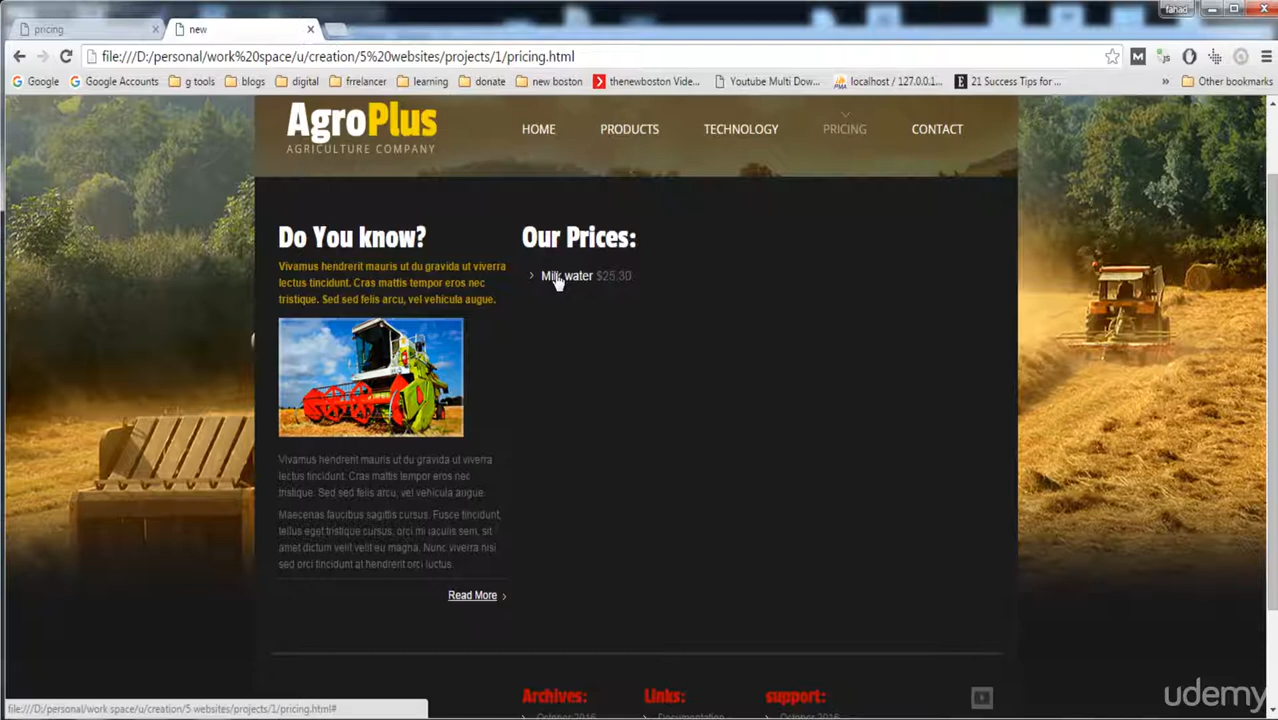 fahad
pricing
new
file:///D:/personal/work%20space/u/creation/5%20websites/projects/1/pricing.html
Google
Google Accounts
g tools
blogs
digital
frrelancer
learning
donate
new boston
thenewboston Vide...
Youtube Multi Dow...
localhost / 127.0.0.1...
21 Success Tips for ...
»
Other bookmarks
AgroPlus
AGRICULTURE COMPANY
HOME
PRODUCTS
TECHNOLOGY
PRICING
CONTACT
Do You know?
Vivamus hendrerit mauris ut du gravida ut viverra
lectus tincidunt. Cras mattis tempor eros nec
tristique. Sed sed felis arcu, vel vehicula augue.
Vivamus hendrerit mauris ut du gravida ut viverra
lectus tincidunt. Cras mattis tempor eros nec
tristique. Sed sed felis arcu, vel vehicula augue.
Maecenas faucibus sagittis cursus. Fusce tincidunt,
tellus eget tristique cursus, orci mi iaculis sem, sit
amet dictum velit velit eu magna. Nunc viverra nisi
sed orci tincidunt at hendrerit orci luctus.
Read More
Our Prices:
Milk water $25.30
Archives:
October 2016
Links:
Documentation
support:
October 2016
file:///D:/personal/work space/u/creation/5 websites/projects/1/pricing.html#
udemy